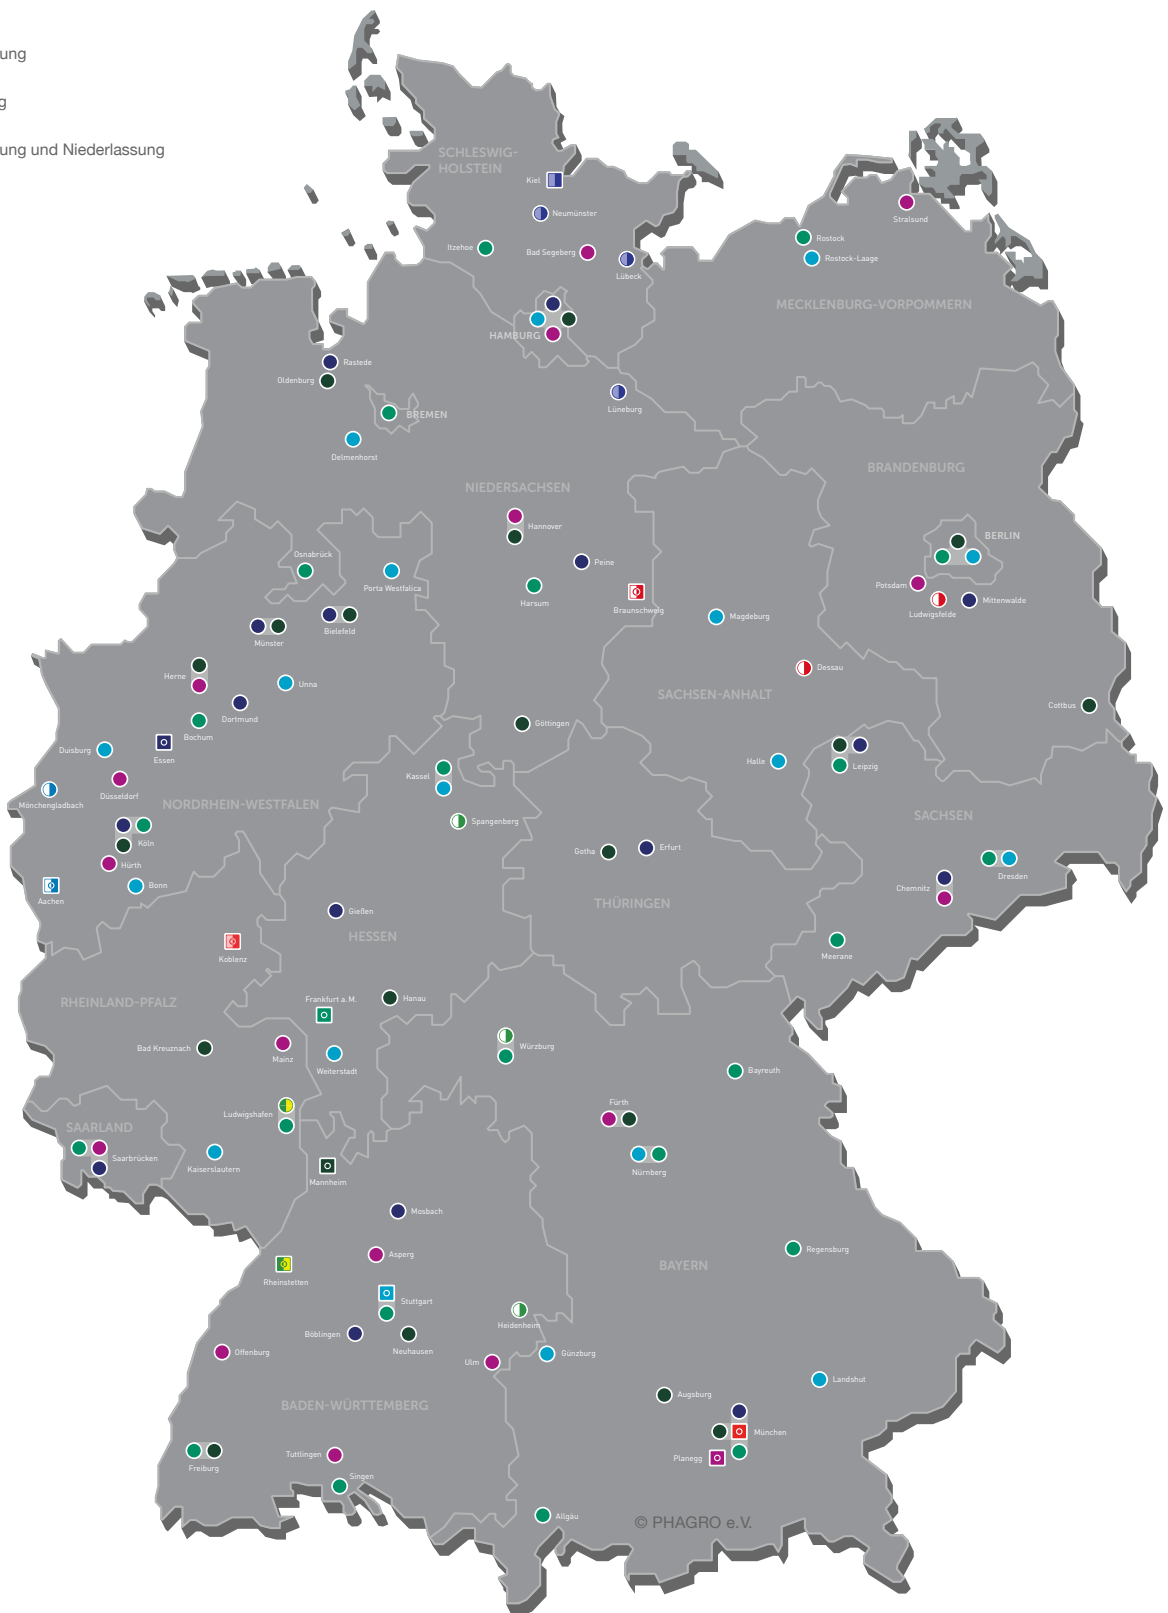 ung
g
ung und Niederlassung
SCHLESWIG-
HOLSTEIN
Kiel
Neumünster
Stralsund
Itzehoe
Bad Segeberg
Lübeck
Rostock
Rostock-Laage
MECKLENBURG-VORPOMMERN
HAMBURG
Rastede
Oldenburg
Lüneburg
BREMEN
Delmenhorst
BRANDENBURG
NIEDERSACHSEN
Hannover
BERLIN
Osnabrück
Peine
Porta Westfalica
Harsum
Potsdam
Braunschweig
Ludwigsfelde
Mittenwalde
Magdeburg
Bielefeld
Münster
Dessau
Herne
Unna
SACHSEN-ANHALT
Cottbus
Dortmund
Göttingen
Bochum
Duisburg
Essen
Halle
Leipzig
Kassel
Düsseldorf
Mönchengladbach
NORDRHEIN-WESTFALEN
Spangenberg
SACHSEN
Köln
Gotha
Erfurt
Hürth
Dresden
Bonn
Chemnitz
Aachen
THÜRINGEN
Gießen
HESSEN
Meerane
Koblenz
RHEINLAND-PFALZ
Frankfurt a. M.
Hanau
Bad Kreuznach
Mainz
Würzburg
Weiterstadt
Bayreuth
Fürth
Ludwigshafen
SAARLAND
Saarbrücken
Kaiserslautern
Nürnberg
Mannheim
Mosbach
Regensburg
Asperg
BAYERN
Rheinstetten
Stuttgart
Heidenheim
Böblingen
Neuhausen
Offenburg
Ulm
Günzburg
Landshut
Augsburg
BADEN-WÜRTTEMBERG
München
Tuttlingen
Planegg
Freiburg
Singen
Allgäu
© PHAGRO e.V.